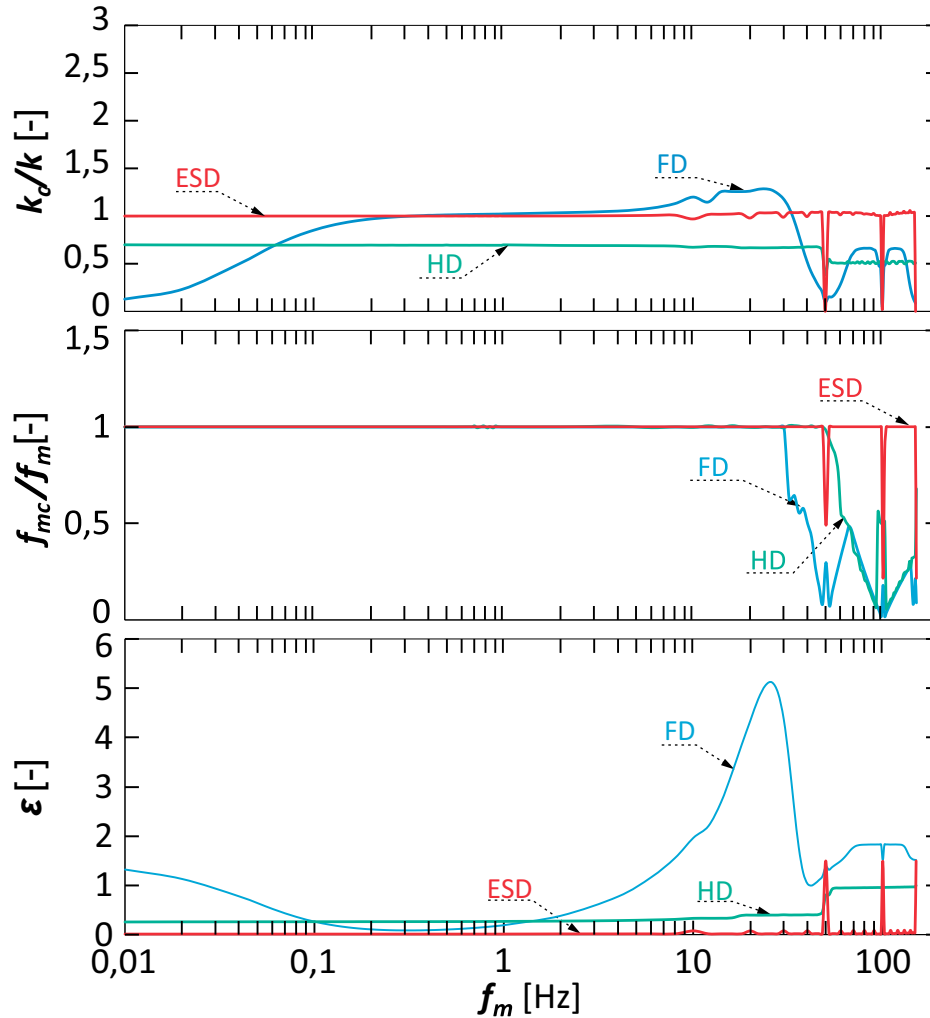 3
2,5
2
1,5
1
0,5
0
k_c/k [-]
ESD
FD
HD
1,5
1
0,5
0
f_mc/f_m[-]
ESD
FD
HD
6
5
4
3
2
1
0
ε [-]
FD
ESD
HD
0,01 0,1 1 10 100
f_m [Hz]